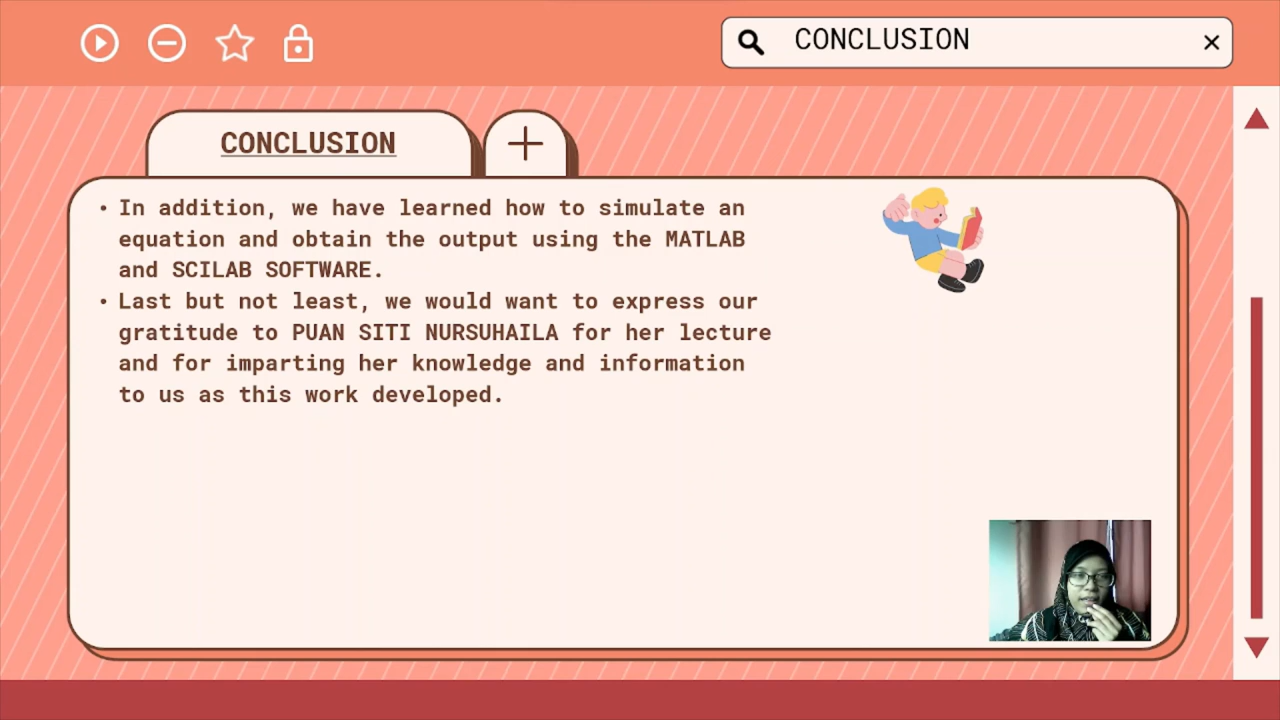 CONCLUSION
CONCLUSION
• In addition, we have learned how to simulate an
equation and obtain the output using the MATLAB
and SCILAB SOFTWARE.
• Last but not least, we would want to express our
gratitude to PUAN SITI NURSUHAILA for her lecture
and for imparting her knowledge and information
to us as this work developed.